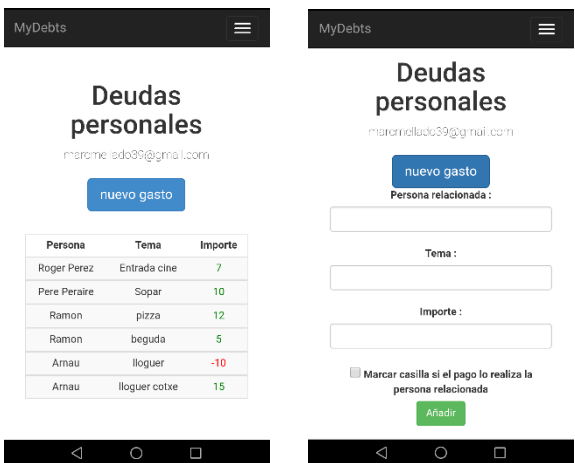 MyDebts
Deudas
personales
marcmellado39@gmail.com
nuevo gasto
Persona Tema Importe
Roger Perez Entrada cine 7
Pere Peraire Sopar 10
Ramon pizza 12
Ramon beguda 5
Arnau lloguer -10
Arnau lloguer cotxe 15
MyDebts
Deudas
personales
marcmellado39@gmail.com
nuevo gasto
Persona relacionada :
Tema :
Importe :
Marcar casilla si el pago lo realiza la
persona relacionada
Añadir